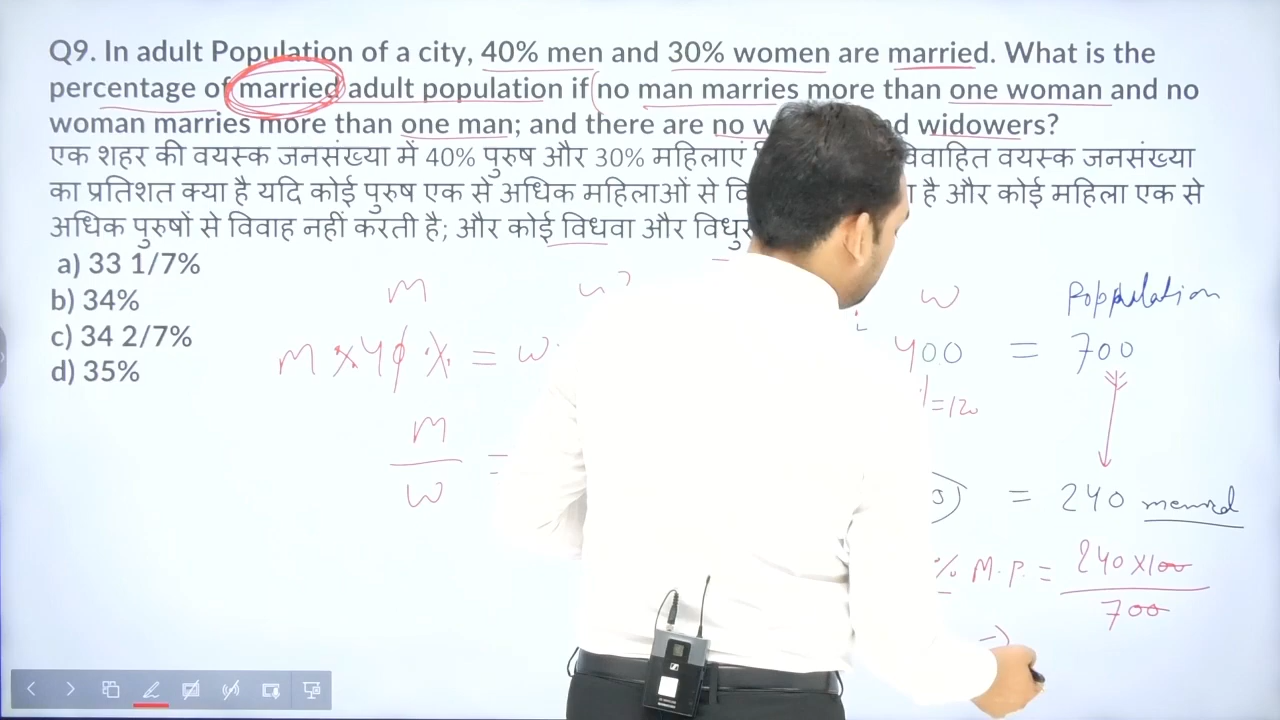 Q9. In adult Population of a city, 40% men and 30% women are married. What is the
percentage of married adult population if no man marries more than one woman and no
woman marries more than one man; and there are no widowers?
एक शहर की वयस्क जनसंख्या में 40% पुरुष और 30% महिलाएं विवाहित वयस्क जनसंख्या
का प्रतिशत क्या है यदि कोई पुरुष एक से अधिक महिलाओं से है और कोई महिला एक से
अधिक पुरुषों से विवाह नहीं करती है; और कोई विधवा और
a) 33 1/7%
b) 34%
c) 34 2/7%
d) 35%
M W Poppulation
M × 40 % = W 400 = 700
= 120
M
W =
= 240
% M.P. = 240×100
700